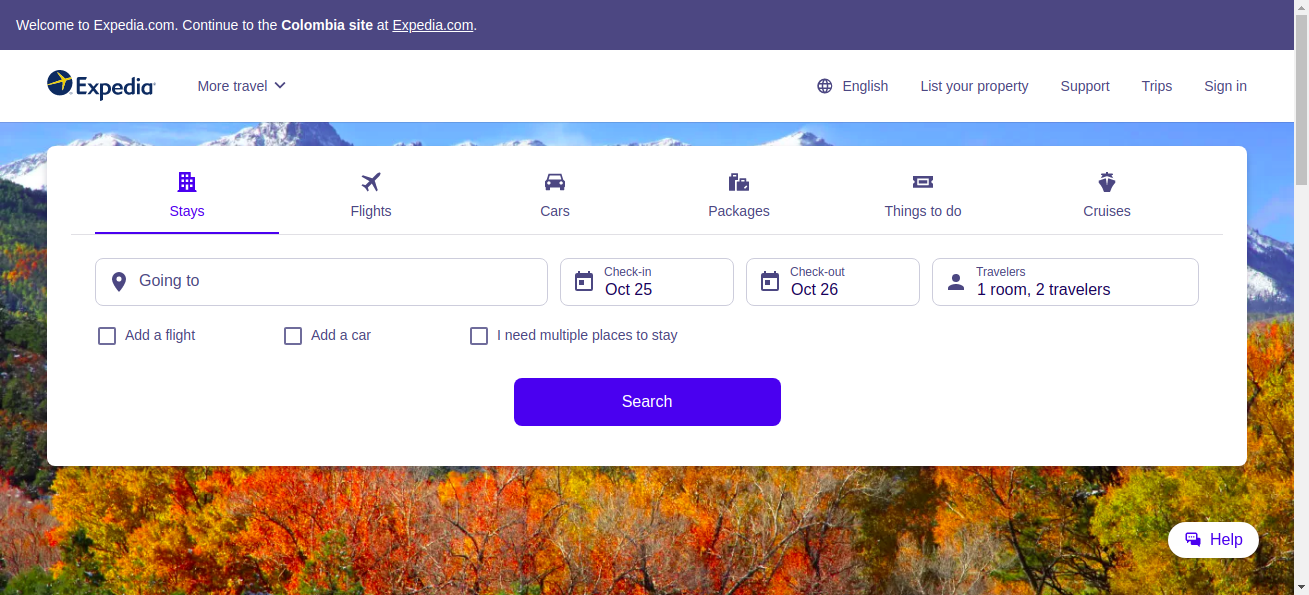 Welcome to Expedia.com. Continue to the Colombia site at Expedia.com.
Expedia
More travel
English
List your property
Support
Trips
Sign in
Stays
Flights
Cars
Packages
Things to do
Cruises
Going to
Check-in
Oct 25
Check-out
Oct 26
Travelers
1 room, 2 travelers
Add a flight
Add a car
I need multiple places to stay
Search
Help